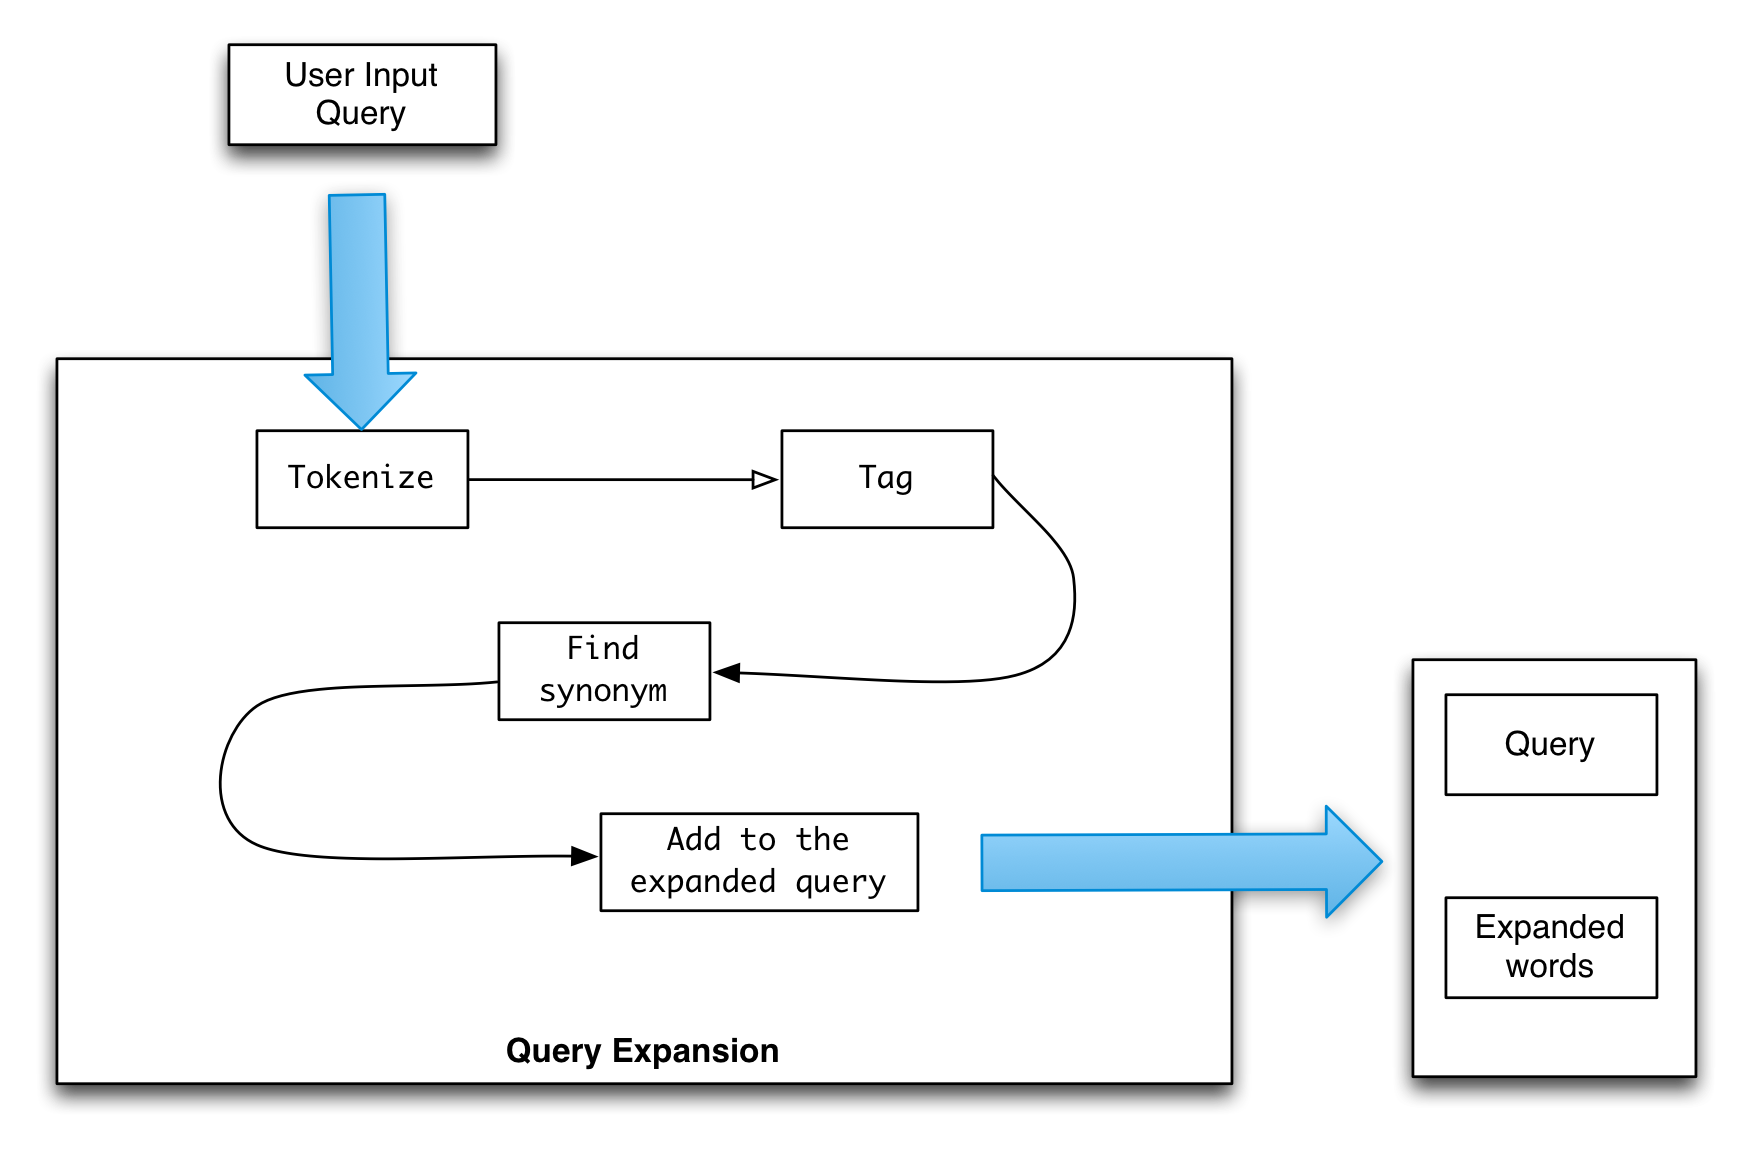 User Input
Query
Tokenize
Tag
Find
synonym
Add to the
expanded query
Query Expansion
Query
Expanded
words